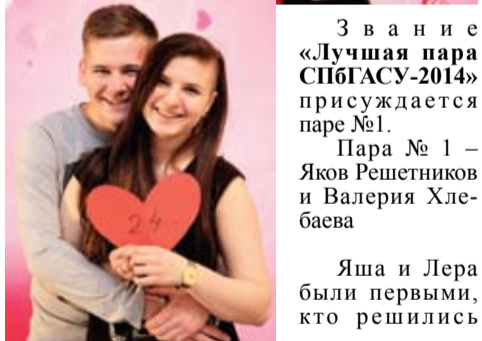 24
Звание
«Лучшая пара
СПбГАСУ-2014»
присуждается
паре №1.
Пара № 1 –
Яков Решетников
и Валерия Хле-
баева
Яша и Лера
были первыми,
кто решились